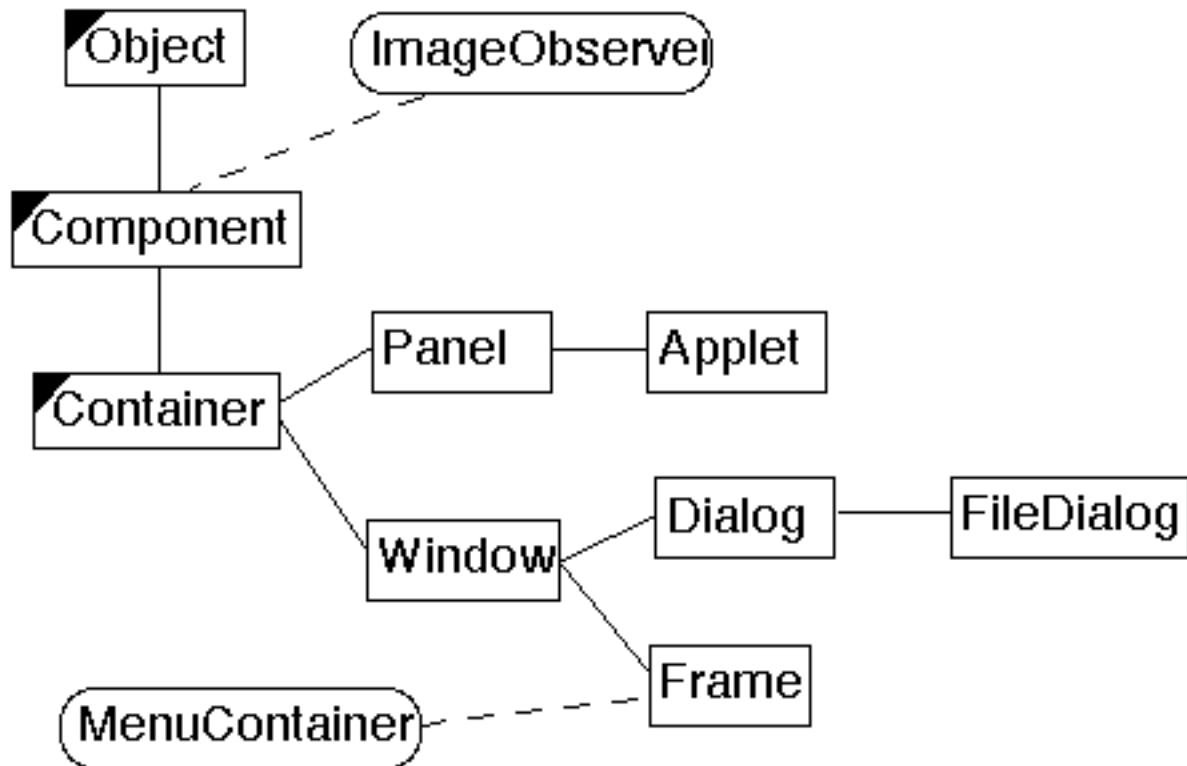 Object
ImageObserver
Component
Panel
Applet
Container
Dialog
FileDialog
Window
Frame
MenuContainer